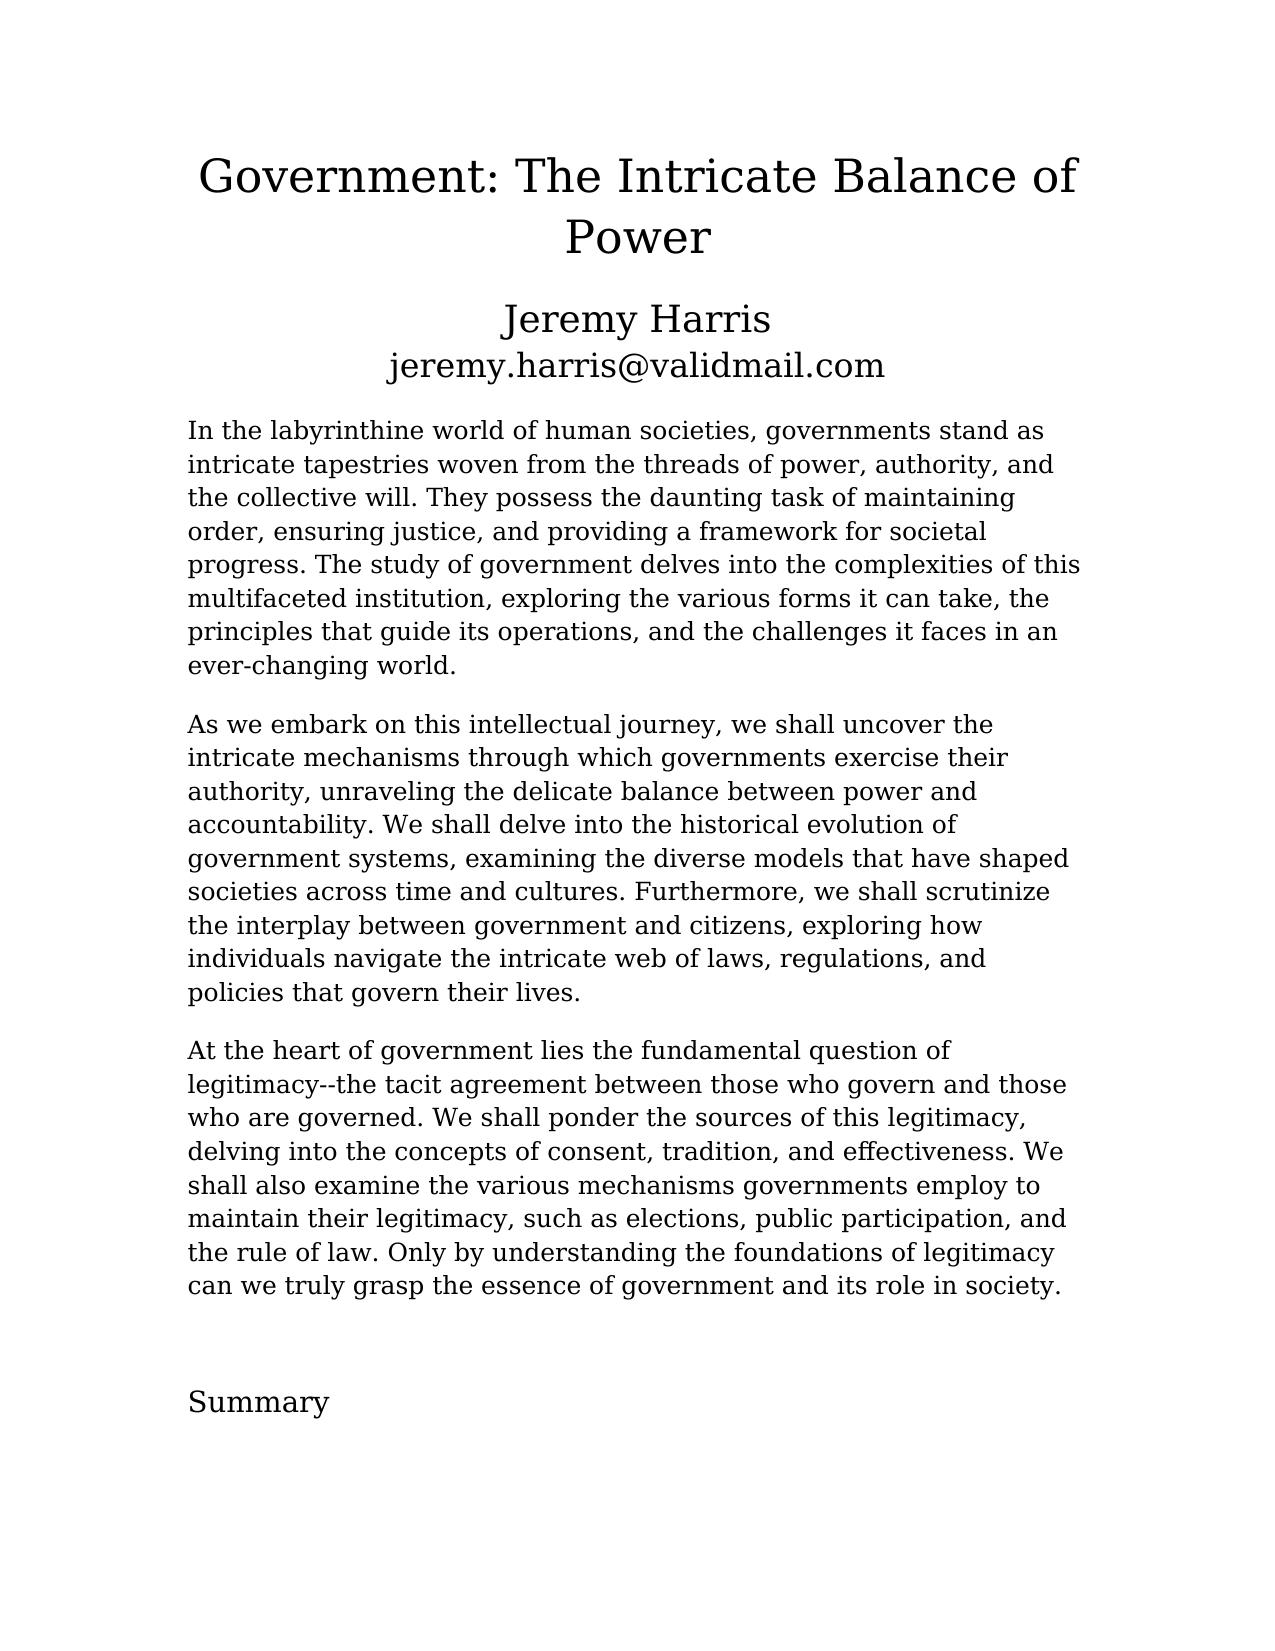 Government: The Intricate Balance of
Power
Jeremy Harris
jeremy.harris@validmail.com
In the labyrinthine world of human societies, governments stand as
intricate tapestries woven from the threads of power, authority, and
the collective will. They possess the daunting task of maintaining
order, ensuring justice, and providing a framework for societal
progress. The study of government delves into the complexities of this
multifaceted institution, exploring the various forms it can take, the
principles that guide its operations, and the challenges it faces in an
ever-changing world.
As we embark on this intellectual journey, we shall uncover the
intricate mechanisms through which governments exercise their
authority, unraveling the delicate balance between power and
accountability. We shall delve into the historical evolution of
government systems, examining the diverse models that have shaped
societies across time and cultures. Furthermore, we shall scrutinize
the interplay between government and citizens, exploring how
individuals navigate the intricate web of laws, regulations, and
policies that govern their lives.
At the heart of government lies the fundamental question of
legitimacy--the tacit agreement between those who govern and those
who are governed. We shall ponder the sources of this legitimacy,
delving into the concepts of consent, tradition, and effectiveness. We
shall also examine the various mechanisms governments employ to
maintain their legitimacy, such as elections, public participation, and
the rule of law. Only by understanding the foundations of legitimacy
can we truly grasp the essence of government and its role in society.
Summary